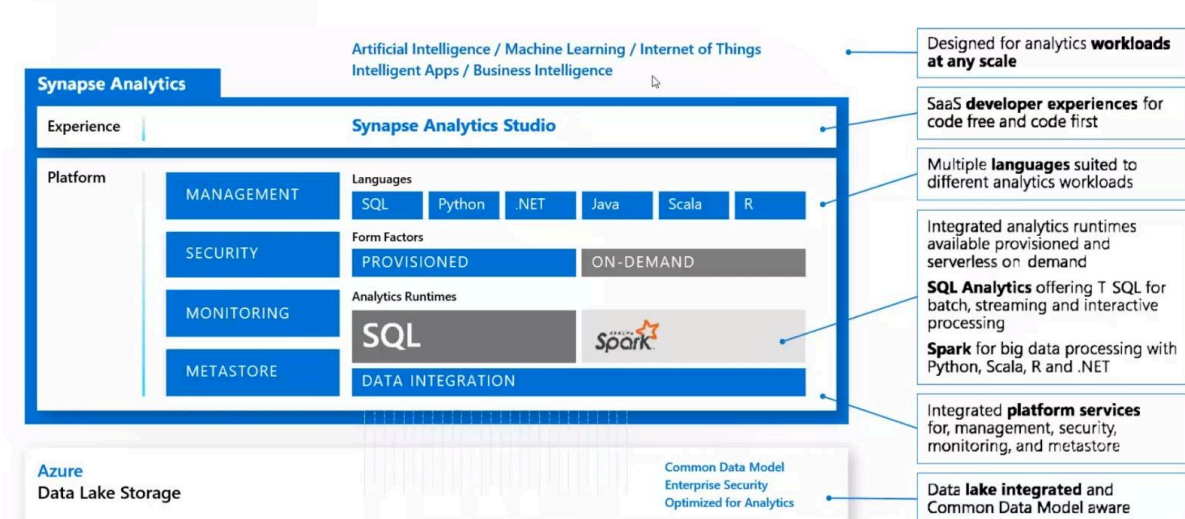 Artificial Intelligence / Machine Learning / Internet of Things
Intelligent Apps / Business Intelligence
Synapse Analytics
Experience
Synapse Analytics Studio
Platform
MANAGEMENT
SECURITY
MONITORING
METASTORE
Languages
SQL Python .NET Java Scala R
Form Factors
PROVISIONED ON-DEMAND
Analytics Runtimes
SQL APACHE Spark
DATA INTEGRATION
Azure
Data Lake Storage
Common Data Model
Enterprise Security
Optimized for Analytics
Designed for analytics workloads
at any scale
SaaS developer experiences for
code free and code first
Multiple languages suited to
different analytics workloads
Integrated analytics runtimes
available provisioned and
serverless on demand
SQL Analytics offering T SQL for
batch, streaming and interactive
processing
Spark for big data processing with
Python, Scala, R and .NET
Integrated platform services
for, management, security,
monitoring, and metastore
Data lake integrated and
Common Data Model aware